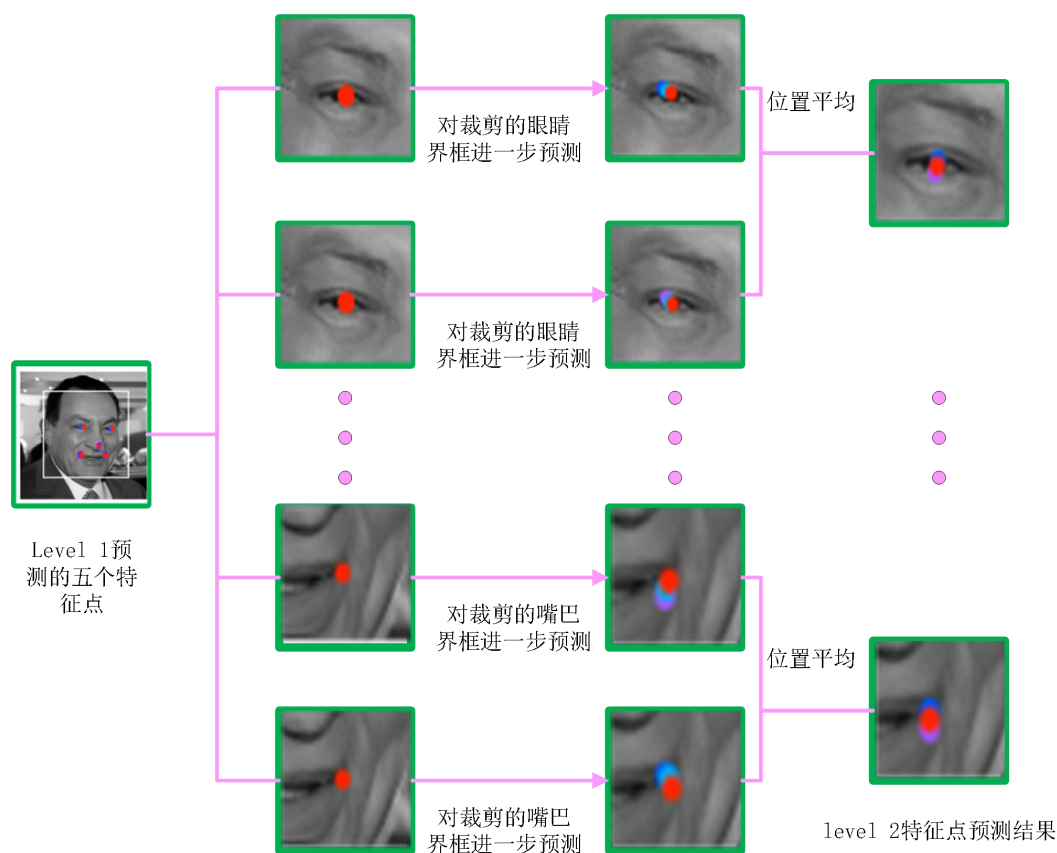 对裁剪的眼睛
界框进一步预测
位置平均
对裁剪的眼睛
界框进一步预测
Level 1预
测的五个特
征点
对裁剪的嘴巴
界框进一步预测
位置平均
对裁剪的嘴巴
界框进一步预测
level 2特征点预测结果